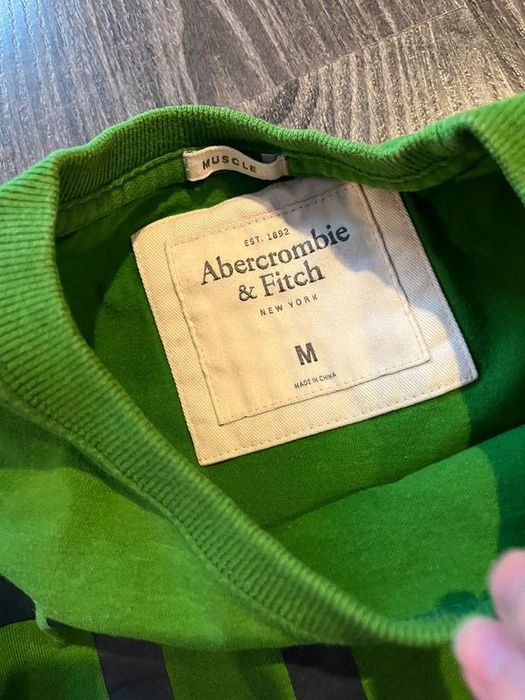 MUSCLE
EST. 1892
Abercrombie
& Fitch
NEW YORK
M
MADE IN CHINA